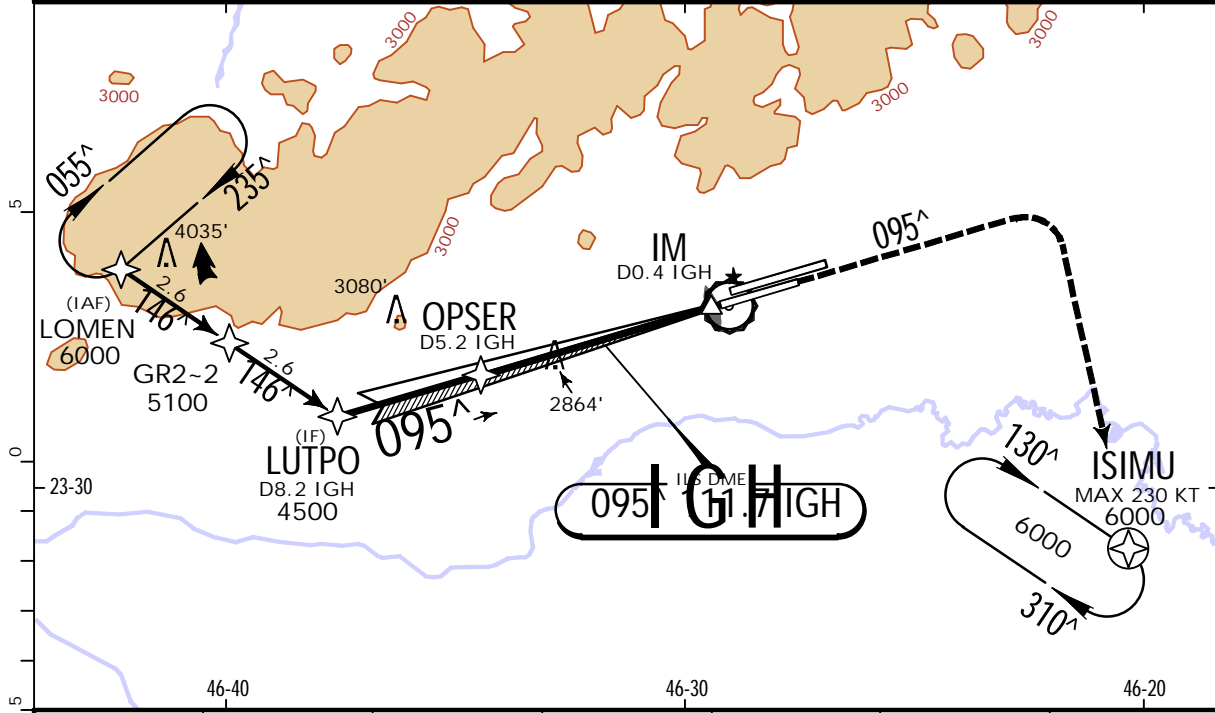 3000
3000
3000
3000
3000
055^
235^
4035'
5
(IAF)
LOMEN
6000
2.6
146^
GR2~2
5100
2.6
146^
3080'
OPSER
D5.2 IGH
IM
D0.4 IGH
095^
2864'
(IF)
LUTPO
D8.2 IGH
4500
095^
ILS DME
IGH
095^ 111.7 IGH
130^
ISIMU
MAX 230 KT
6000
6000
310^
0
23-30
5
46-40
46-30
46-20